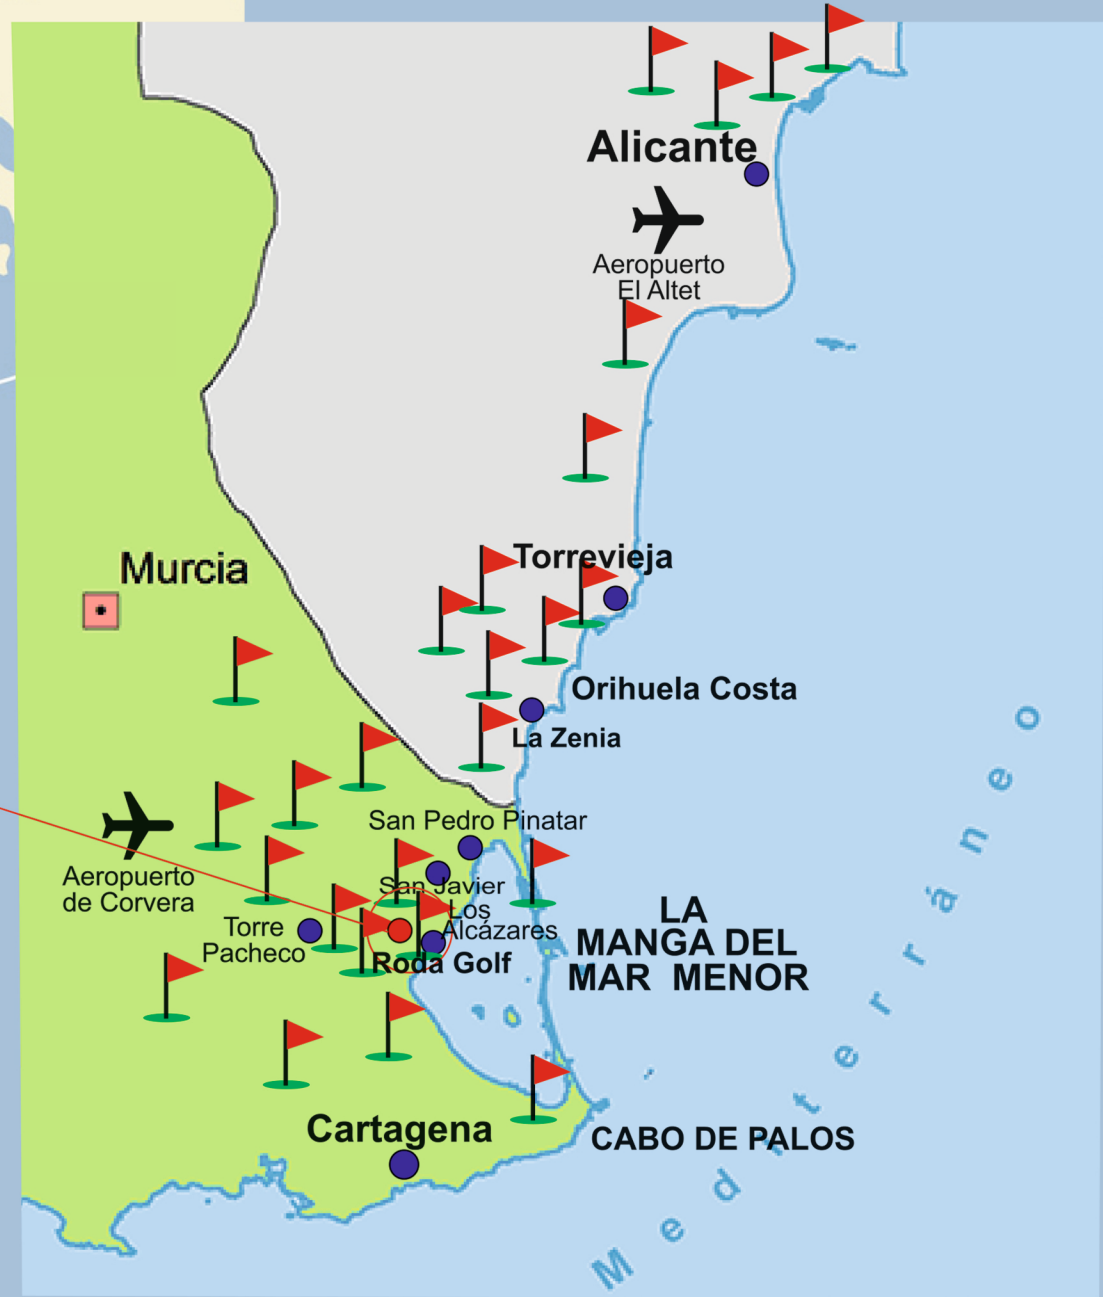 Alicante
Aeropuerto
El Altet
Torrevieja
Murcia
Orihuela Costa
La Zenia
San Pedro Pinatar
Aeropuerto
de Corvera
San Javier
Los
Alcázares
Torre
Pacheco
Roda Golf
LA
MANGA DEL
MAR MENOR
Cartagena
CABO DE PALOS
Mediterráneo